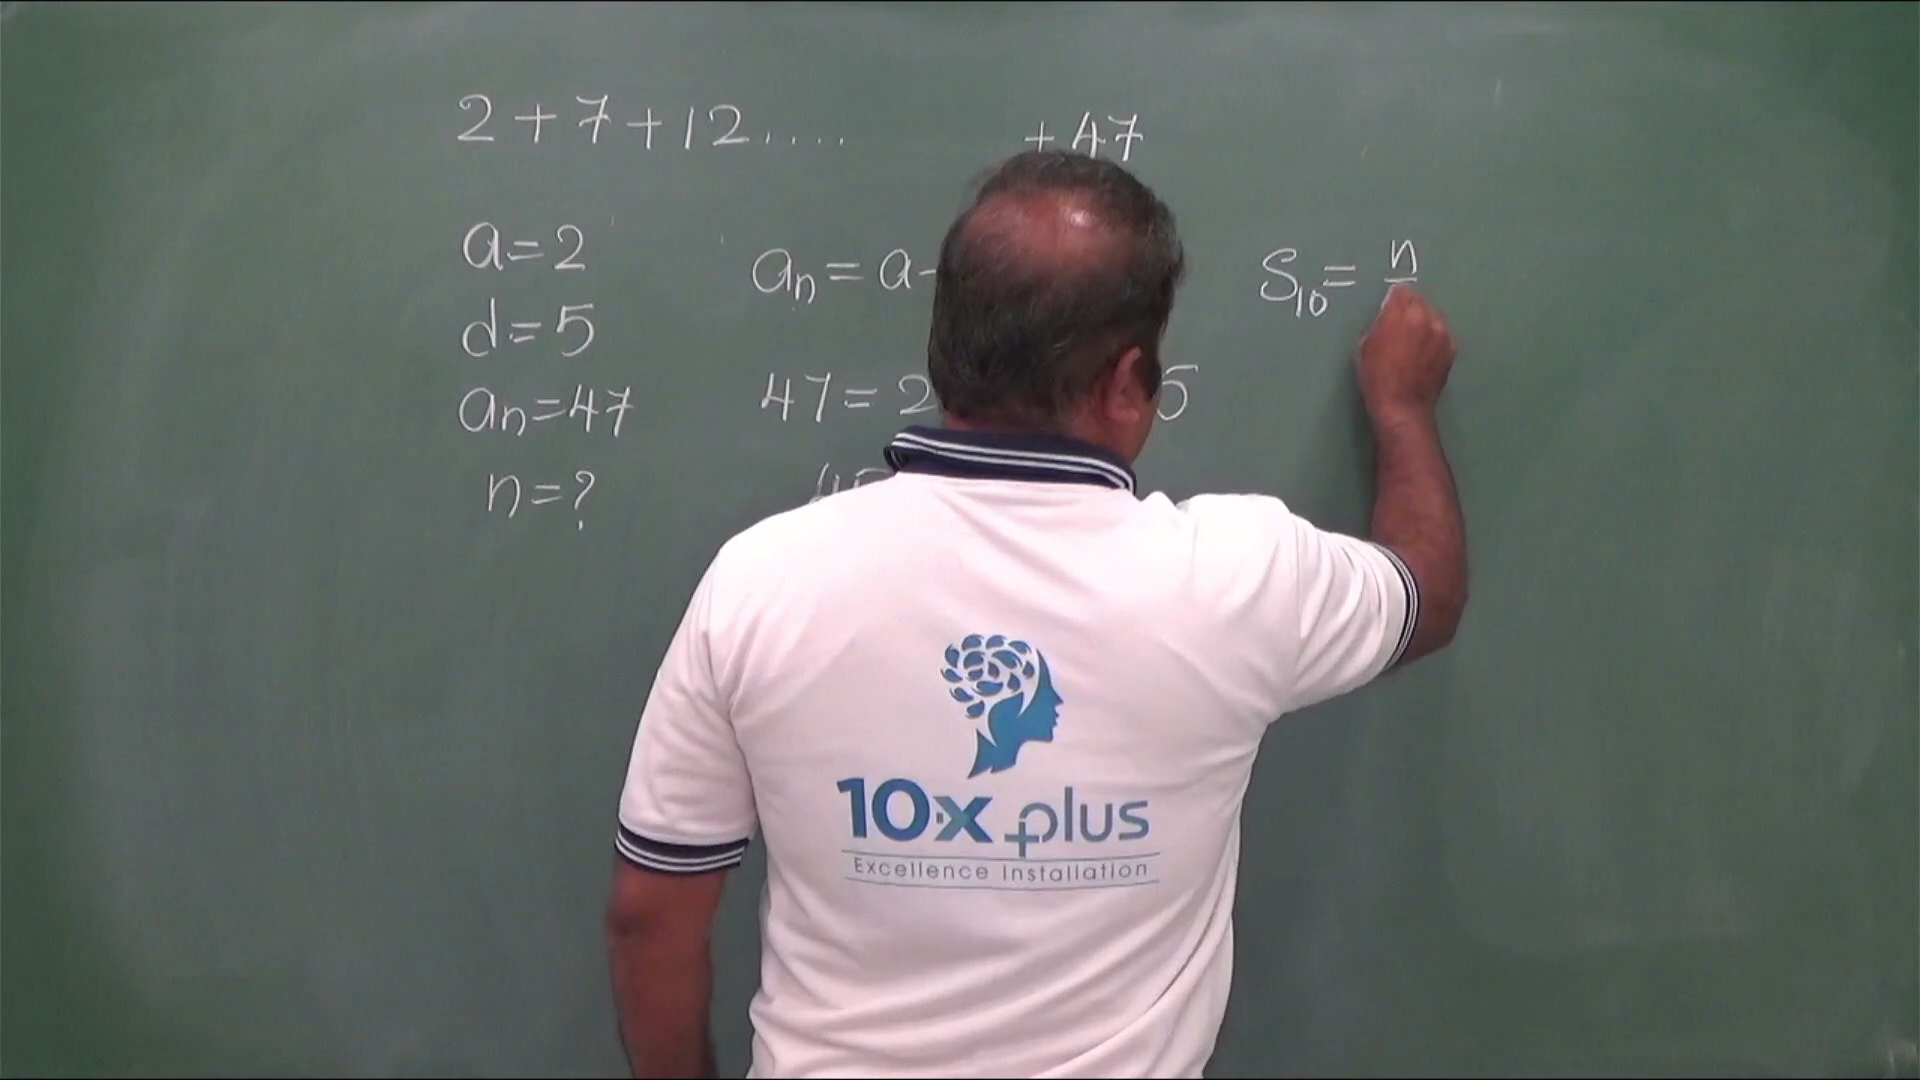 2 + 7 + 12 .... + 47
a = 2
d = 5
an = 47
n = ?
an = a
47 = 2 5
S10 = n
10x plus
Excellence Installation